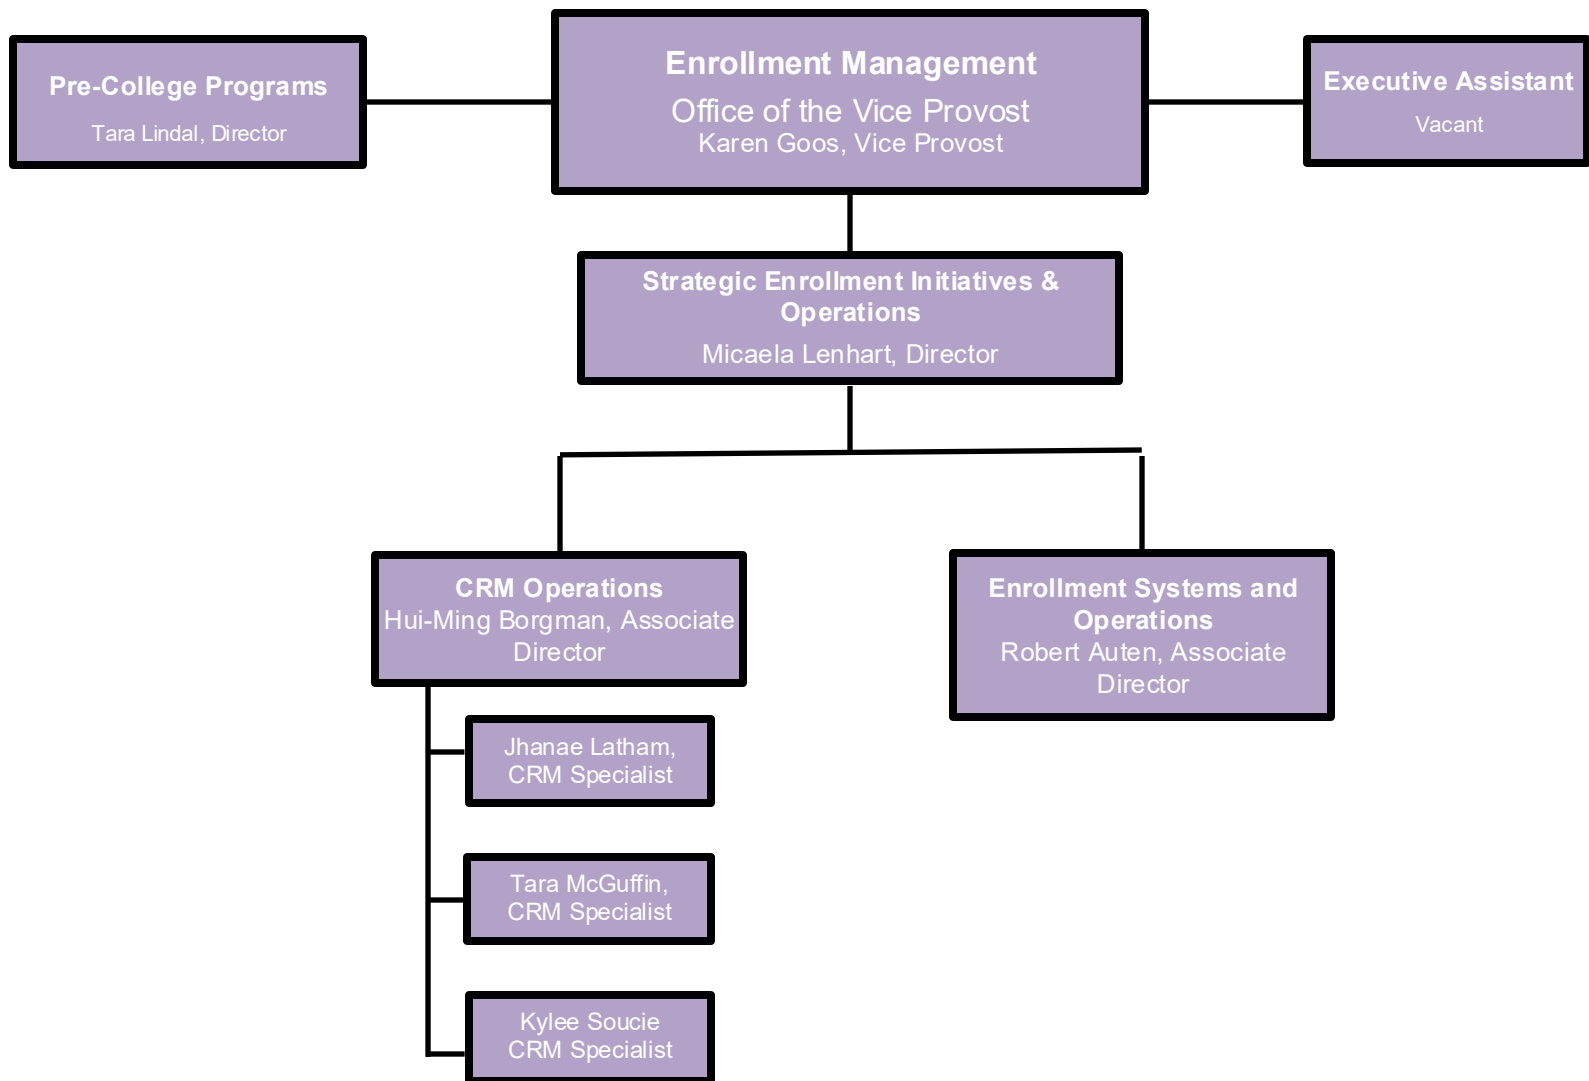 Pre-College Programs
Tara Lindal, Director
Enrollment Management
Office of the Vice Provost
Karen Goos, Vice Provost
Executive Assistant
Vacant
Strategic Enrollment Initiatives &
Operations
Micaela Lenhart, Director
CRM Operations
Hui-Ming Borgman, Associate
Director
Enrollment Systems and
Operations
Robert Auten, Associate
Director
Jhanae Latham,
CRM Specialist
Tara McGuffin,
CRM Specialist
Kylee Soucie
CRM Specialist